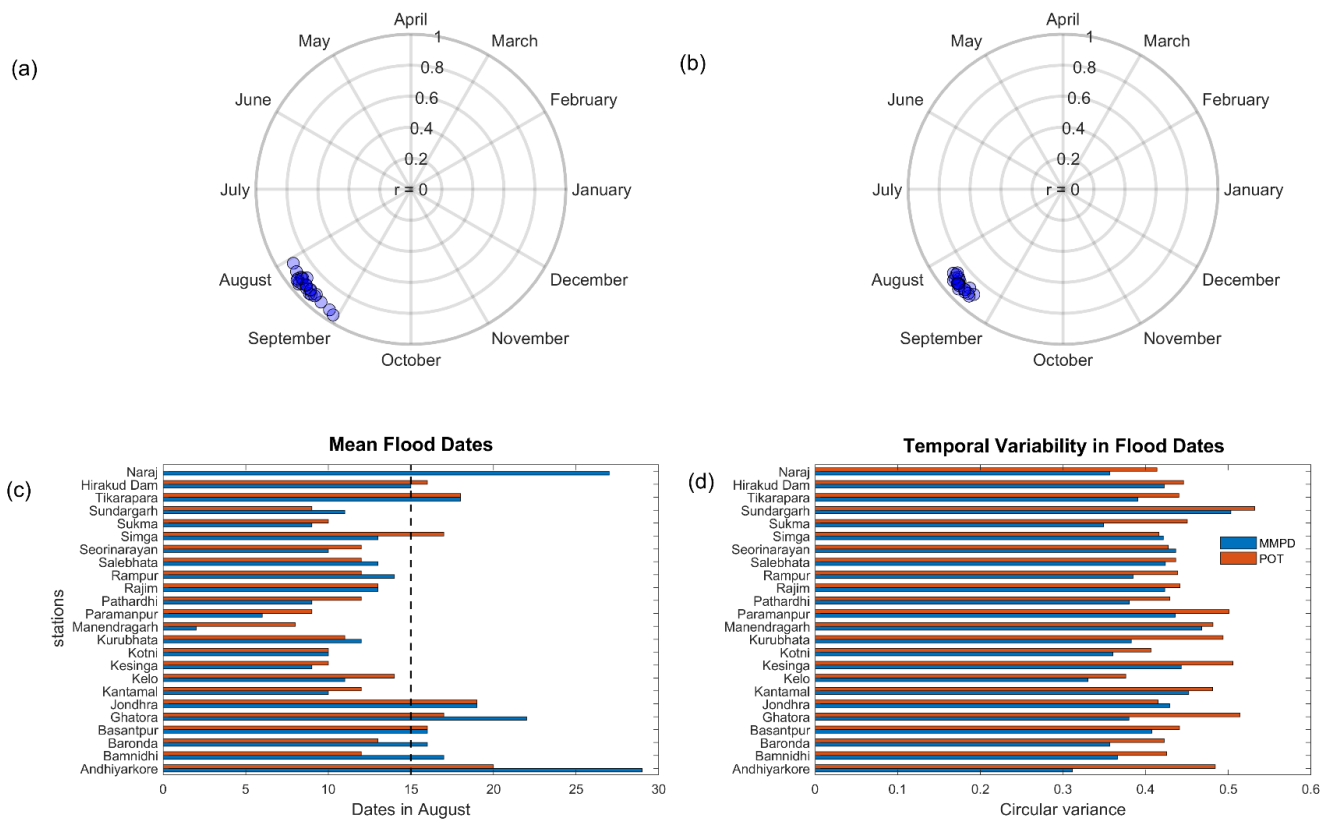 (a)
April
May
March
June
February
July
January
August
December
September
November
October
1
0.8
0.6
0.4
0.2
r = 0
(b)
April
May
March
June
February
July
January
August
December
September
November
October
1
0.8
0.6
0.4
0.2
r = 0
(c)
Mean Flood Dates
stations
Naraj
Hirakud Dam
Tikarapara
Sundargarh
Sukma
Simga
Seorinarayan
Salebhata
Rampur
Rajim
Pathardhi
Paramanpur
Manendragarh
Kurubhata
Kotni
Kesinga
Kelo
Kantamal
Jondhra
Ghatora
Basantpur
Baronda
Bamnidhi
Andhiyarkore
0 5 10 15 20 25 30
Dates in August
(d)
Temporal Variability in Flood Dates
Naraj
Hirakud Dam
Tikarapara
Sundargarh
Sukma
Simga
Seorinarayan
Salebhata
Rampur
Rajim
Pathardhi
Paramanpur
Manendragarh
Kurubhata
Kotni
Kesinga
Kelo
Kantamal
Jondhra
Ghatora
Basantpur
Baronda
Bamnidhi
Andhiyarkore
MMPD
POT
0 0.1 0.2 0.3 0.4 0.5 0.6
Circular variance